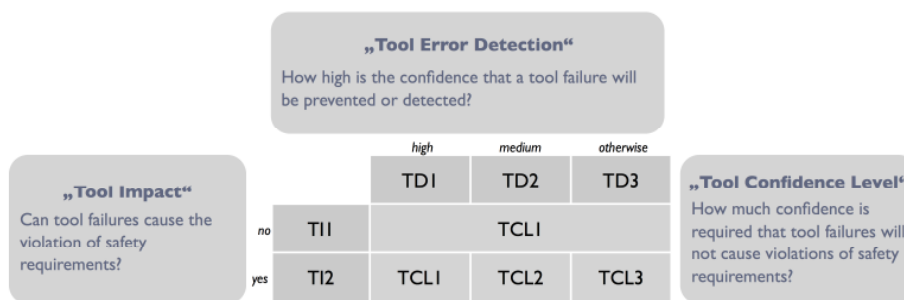 „Tool Error Detection“
How high is the confidence that a tool failure will
be prevented or detected?
high medium otherwise
TD1 TD2 TD3
„Tool Impact“
Can tool failures cause the
violation of safety
requirements?
no TI1 TCL1
yes TI2 TCL1 TCL2 TCL3
„Tool Confidence Level“
How much confidence is
required that tool failures will
not cause violations of safety
requirements?